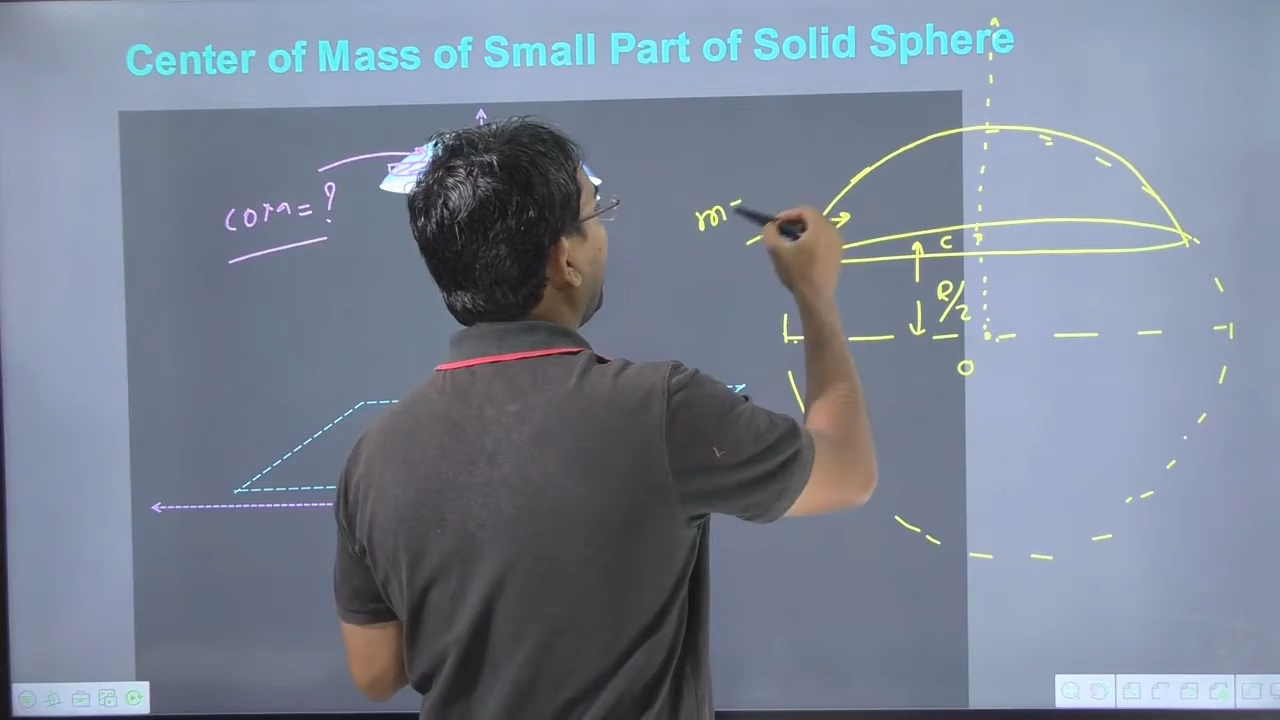 Center of Mass of Small Part of Solid Sphere
COM = ?
m -
C
R/2
O